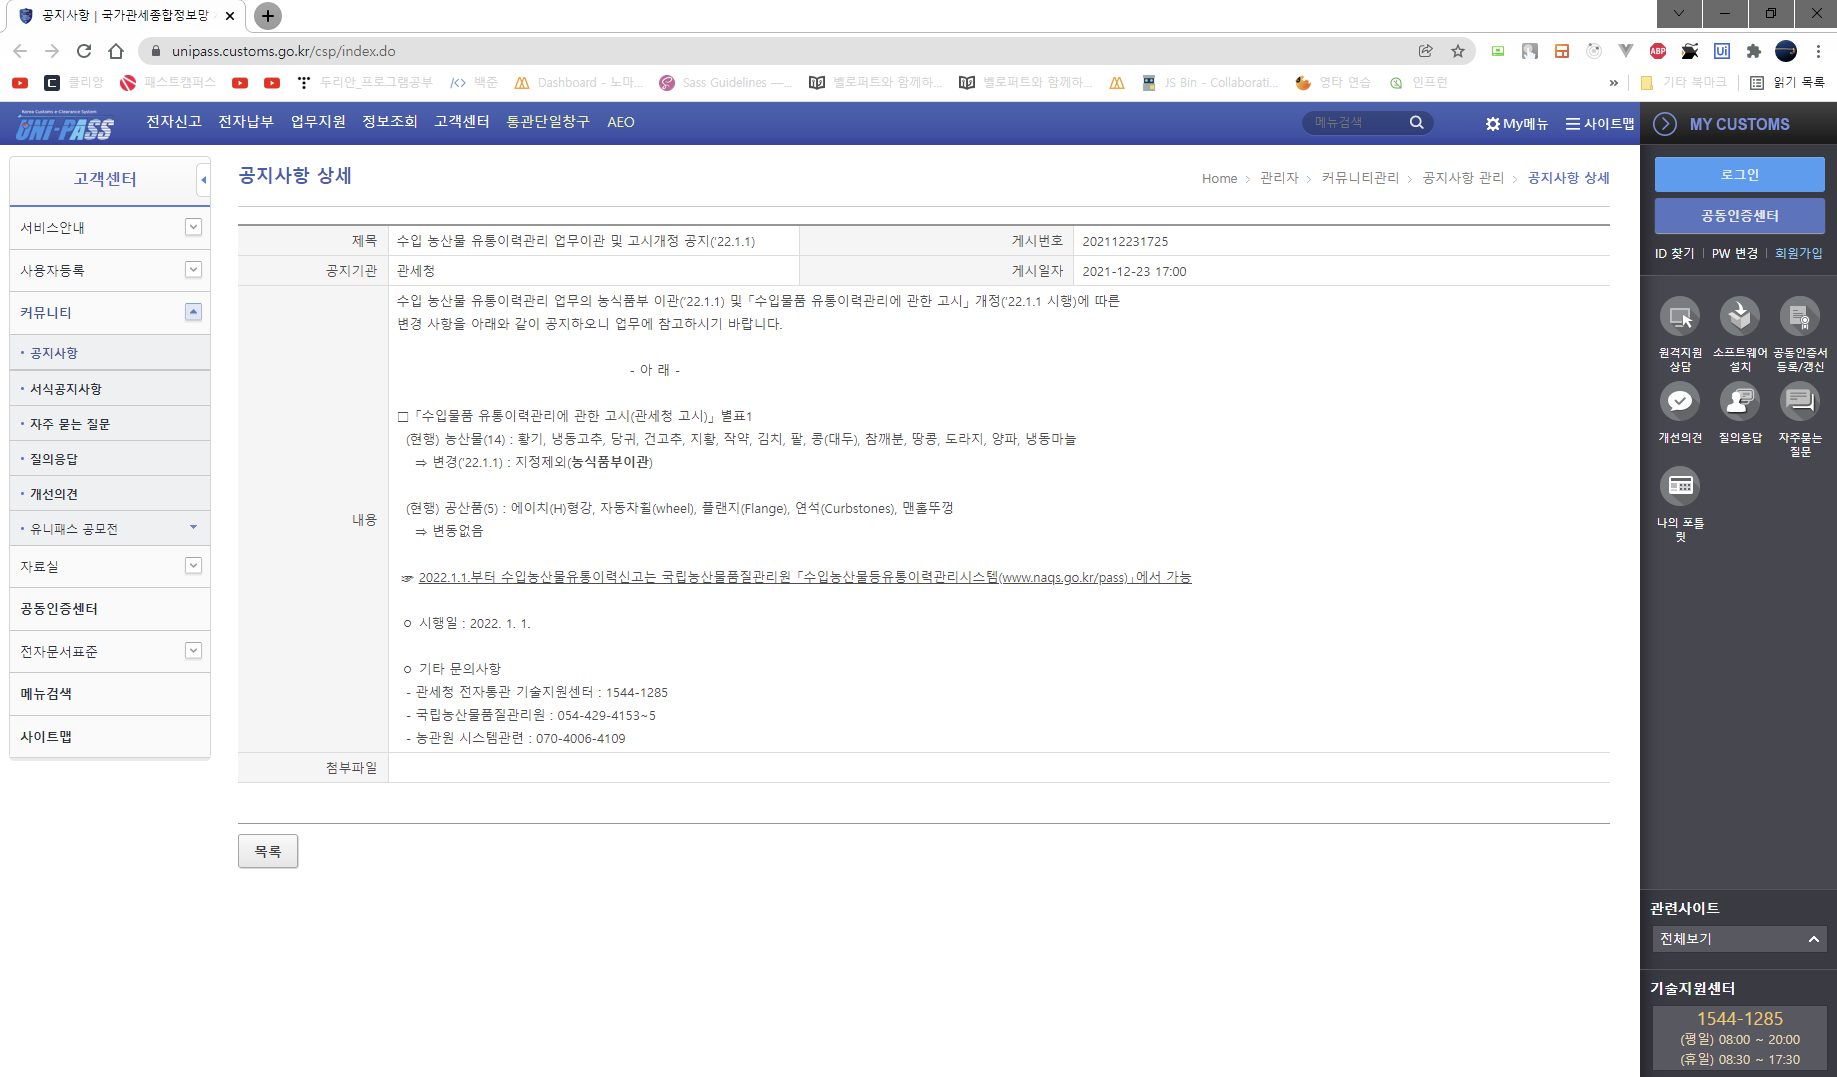 공지사항 | 국가관세종합정보망
unipass.customs.go.kr/csp/index.do
클리앙
패스트캠퍼스
두리안_프로그램공부
백준
Dashboard - 노마...
Sass Guidelines —...
벨로퍼트와 함께하...
벨로퍼트와 함께하...
JS Bin - Collaborati...
영타 연습
인프런
»
기타 북마크
읽기 목록
Korea Customs e-Clearance System
UNI-PASS
전자신고 전자납부 업무지원 정보조회 고객센터 통관단일창구 AEO
메뉴검색
My메뉴
사이트맵
MY CUSTOMS
고객센터
서비스안내
사용자등록
커뮤니티
· 공지사항
· 서식공지사항
· 자주 묻는 질문
· 질의응답
· 개선의견
· 유니패스 공모전
자료실
공동인증센터
전자문서표준
메뉴검색
사이트맵
공지사항 상세
Home > 관리자 > 커뮤니티관리 > 공지사항 관리 > 공지사항 상세
제목 수입 농산물 유통이력관리 업무이관 및 고시개정 공지('22.1.1) 게시번호 202112231725
공지기관 관세청 게시일자 2021-12-23 17:00
내용
수입 농산물 유통이력관리 업무의 농식품부 이관('22.1.1) 및 「수입물품 유통이력관리에 관한 고시」 개정('22.1.1 시행)에 따른
변경 사항을 아래와 같이 공지하오니 업무에 참고하시기 바랍니다.
- 아 래 -
□ 「수입물품 유통이력관리에 관한 고시(관세청 고시)」 별표1
(현행) 농산물(14) : 황기, 냉동고추, 당귀, 건고추, 지황, 작약, 김치, 팥, 콩(대두), 참깨분, 땅콩, 도라지, 양파, 냉동마늘
⇒ 변경('22.1.1) : 지정제외(농식품부이관)
(현행) 공산품(5) : 에이치(H)형강, 자동차휠(wheel), 플랜지(Flange), 연석(Curbstones), 맨홀뚜껑
⇒ 변동없음
☞ 2022.1.1.부터 수입농산물유통이력신고는 국립농산물품질관리원 「수입농산물등유통이력관리시스템(www.naqs.go.kr/pass)」에서 가능
ㅇ 시행일 : 2022. 1. 1.
ㅇ 기타 문의사항
- 관세청 전자통관 기술지원센터 : 1544-1285
- 국립농산물품질관리원 : 054-429-4153~5
- 농관원 시스템관련 : 070-4006-4109
첨부파일
목록
로그인
공동인증센터
ID 찾기 | PW 변경 | 회원가입
원격지원 상담
소프트웨어 설치
공동인증서 등록/갱신
개선의견
질의응답
자주묻는 질문
나의 포틀릿
관련사이트
전체보기
기술지원센터
1544-1285
(평일) 08:00 ~ 20:00
(휴일) 08:30 ~ 17:30
ABP
Ui